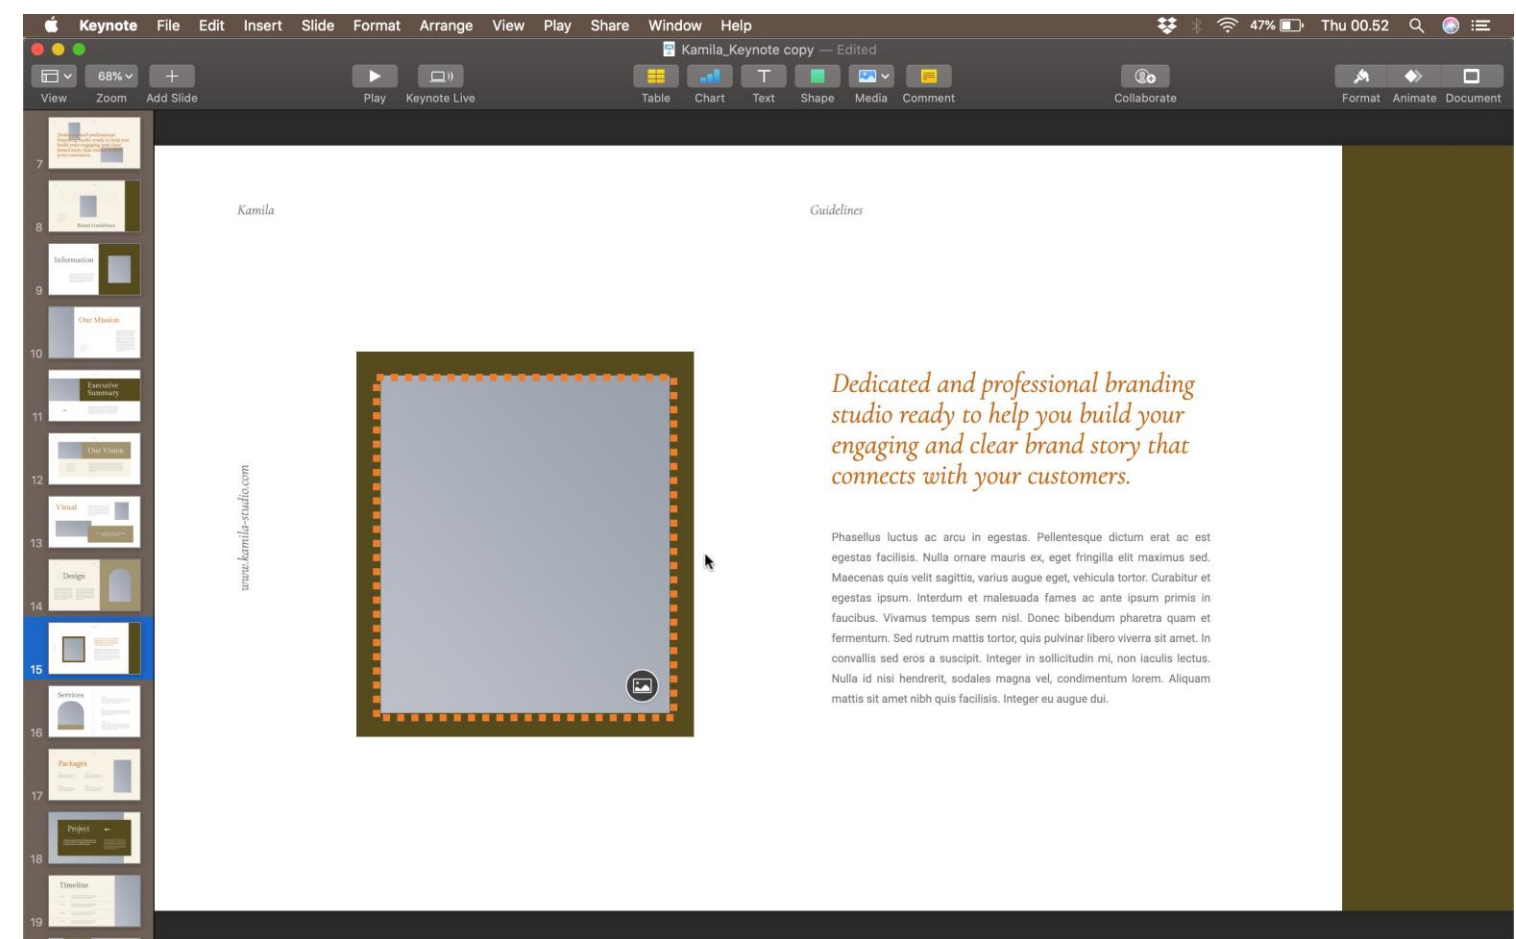 Keynote File Edit Insert Slide Format Arrange View Play Share Window Help 47% Thu 00.52
Kamila_Keynote copy — Edited
68%
View Zoom Add Slide Play Keynote Live Table Chart Text Shape Media Comment Collaborate Format Animate Document
7
8
Brand Guidelines
9
Information
10
Our Mission
11
Executive
Summary
12
Our Vision
13
Visual
14
Design
15
16
Services
17
Packages
18
Project
19
Timeline
Kamila
Guidelines
www.kamila-studio.com
Dedicated and professional branding
studio ready to help you build your
engaging and clear brand story that
connects with your customers.
Phasellus luctus ac arcu in egestas. Pellentesque dictum erat ac est
egestas facilisis. Nulla ornare mauris ex, eget fringilla elit maximus sed.
Maecenas quis velit sagittis, varius augue eget, vehicula tortor. Curabitur et
egestas ipsum. Interdum et malesuada fames ac ante ipsum primis in
faucibus. Vivamus tempus sem nisl. Donec bibendum pharetra quam et
fermentum. Sed rutrum mattis tortor, quis pulvinar libero viverra sit amet. In
convallis sed eros a suscipit. Integer in sollicitudin mi, non iaculis lectus.
Nulla id nisi hendrerit, sodales magna vel, condimentum lorem. Aliquam
mattis sit amet nibh quis facilisis. Integer eu augue dui.